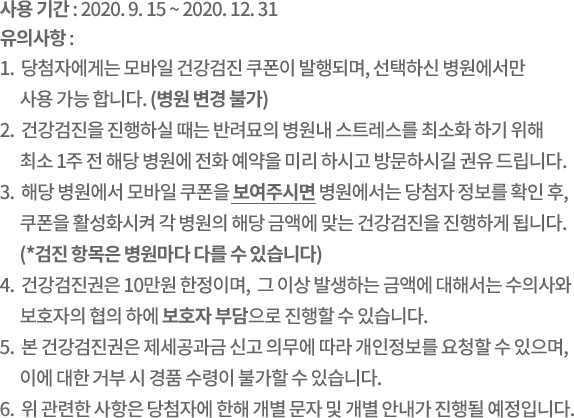 사용 기간 : 2020. 9. 15 ~ 2020. 12. 31
유의사항 :
1. 당첨자에게는 모바일 건강검진 쿠폰이 발행되며, 선택하신 병원에서만
사용 가능 합니다. (병원 변경 불가)
2. 건강검진을 진행하실 때는 반려묘의 병원내 스트레스를 최소화 하기 위해
최소 1주 전 해당 병원에 전화 예약을 미리 하시고 방문하시길 권유 드립니다.
3. 해당 병원에서 모바일 쿠폰을 보여주시면 병원에서는 당첨자 정보를 확인 후,
쿠폰을 활성화시켜 각 병원의 해당 금액에 맞는 건강검진을 진행하게 됩니다.
(*검진 항목은 병원마다 다를 수 있습니다)
4. 건강검진권은 10만원 한정이며, 그 이상 발생하는 금액에 대해서는 수의사와
보호자의 협의 하에 보호자 부담으로 진행할 수 있습니다.
5. 본 건강검진권은 제세공과금 신고 의무에 따라 개인정보를 요청할 수 있으며,
이에 대한 거부 시 경품 수령이 불가할 수 있습니다.
6. 위 관련한 사항은 당첨자에 한해 개별 문자 및 개별 안내가 진행될 예정입니다.